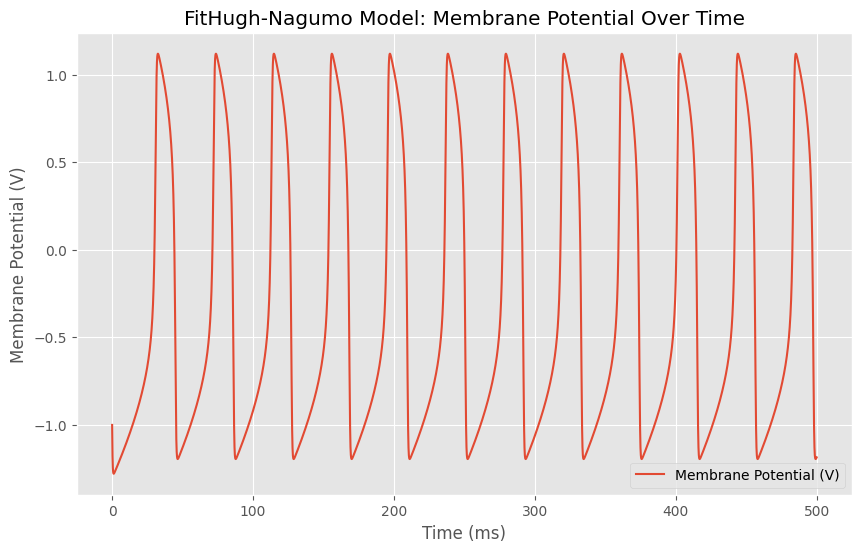 FitHugh-Nagumo Model: Membrane Potential Over Time
Membrane Potential (V)
1.0
0.5
0.0
−0.5
−1.0
0 100 200 300 400 500
Time (ms)
Membrane Potential (V)